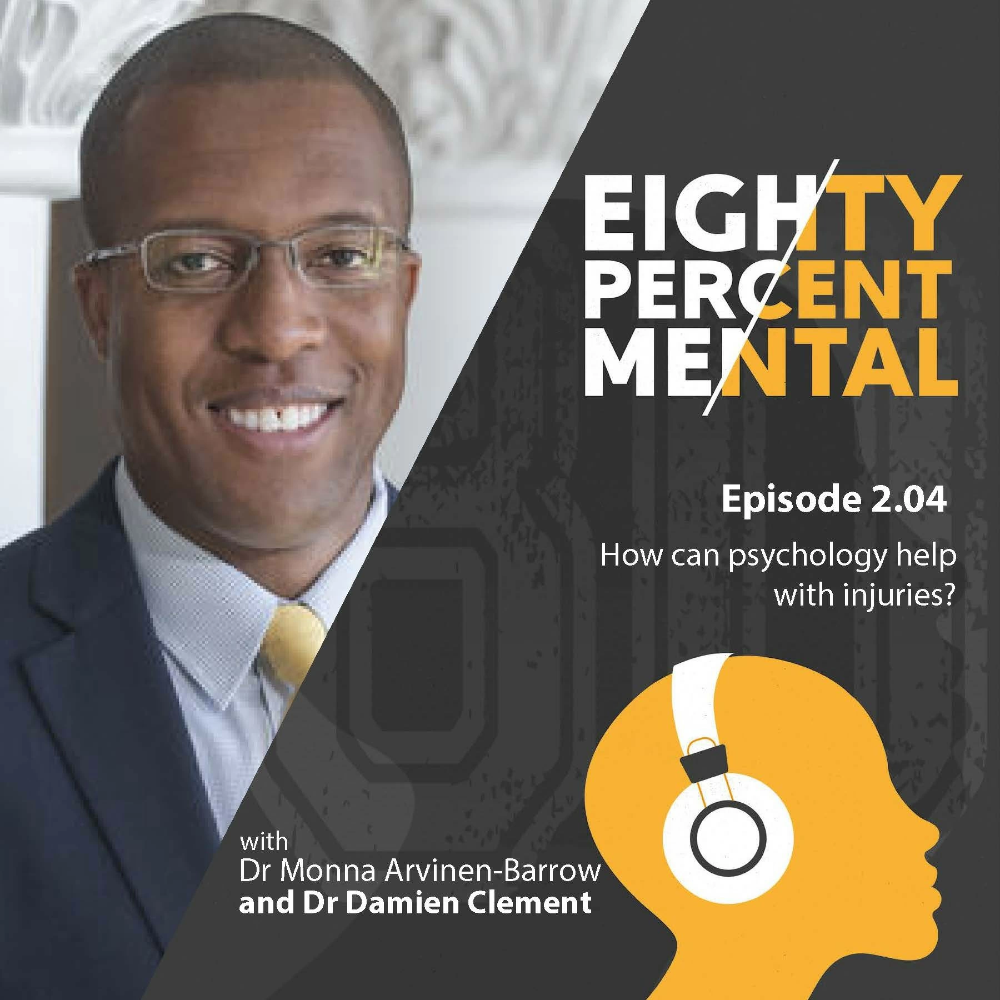 EIGHTY
PERCENT
MENTAL
Episode 2.04
How can psychology help
with injuries?
with
Dr Monna Arvinen-Barrow
and Dr Damien Clement